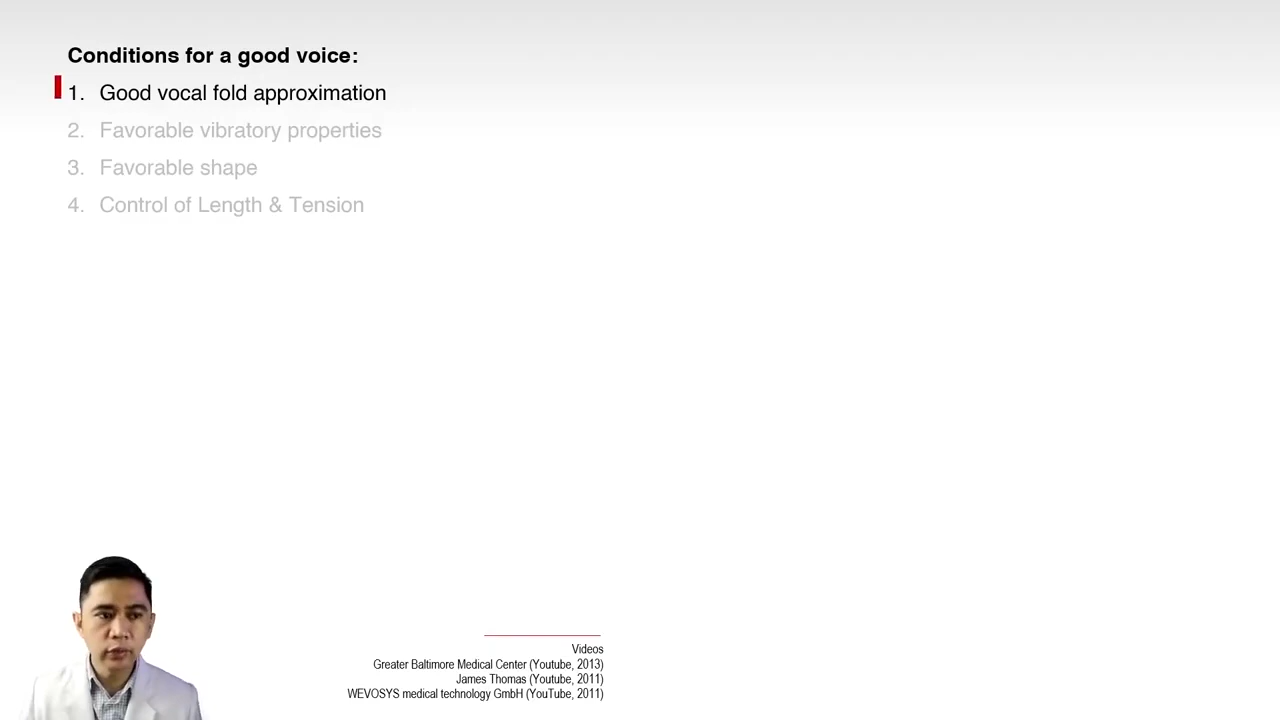 Conditions for a good voice:
1. Good vocal fold approximation
2. Favorable vibratory properties
3. Favorable shape
4. Control of Length & Tension
Videos
Greater Baltimore Medical Center (Youtube, 2013)
James Thomas (Youtube, 2011)
WEVOSYS medical technology GmbH (YouTube, 2011)